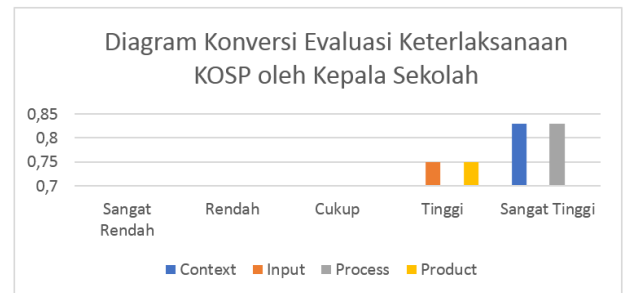 Diagram Konversi Evaluasi Keterlaksanaan
KOSP oleh Kepala Sekolah
0,85
0,8
0,75
0,7
Sangat Rendah Rendah Cukup Tinggi Sangat Tinggi
Context Input Process Product